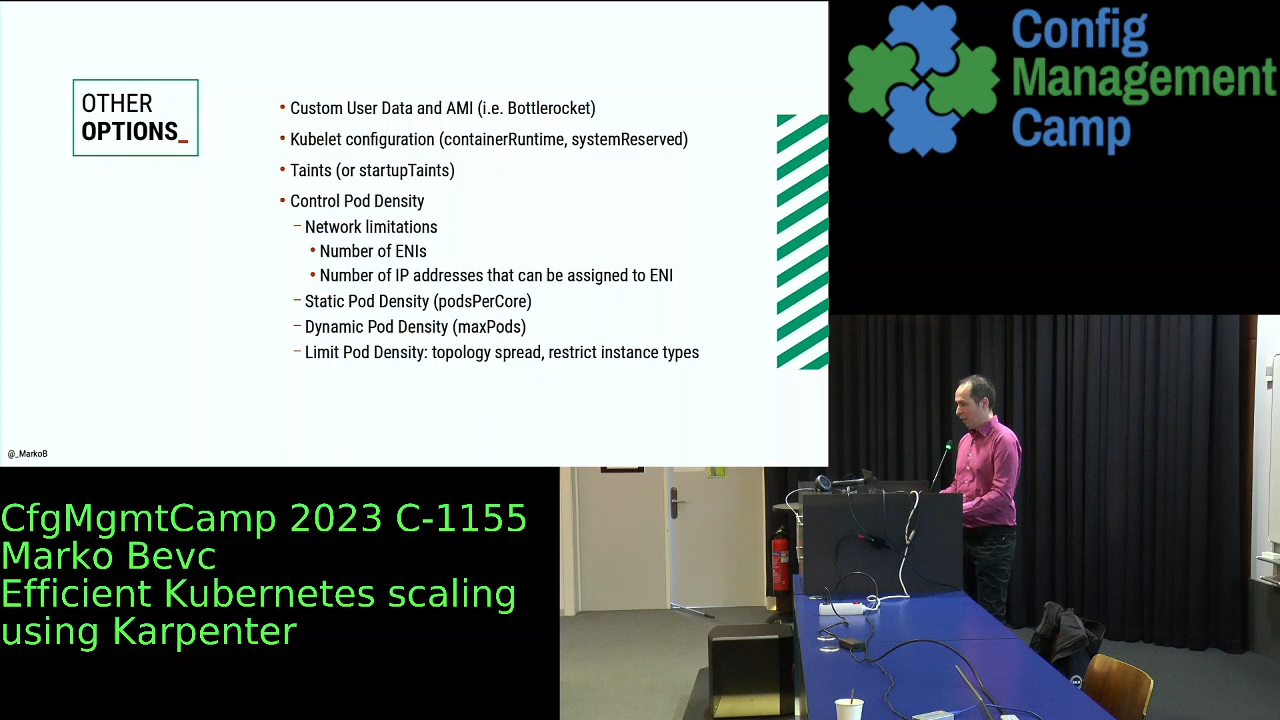 OTHER
OPTIONS_
• Custom User Data and AMI (i.e. Bottlerocket)
• Kubelet configuration (containerRuntime, systemReserved)
• Taints (or startupTaints)
• Control Pod Density
– Network limitations
• Number of ENIs
• Number of IP addresses that can be assigned to ENI
– Static Pod Density (podsPerCore)
– Dynamic Pod Density (maxPods)
– Limit Pod Density: topology spread, restrict instance types
@_MarkoB
Config
Management
Camp
CfgMgmtCamp 2023 C-1155
Marko Bevc
Efficient Kubernetes scaling
using Karpenter